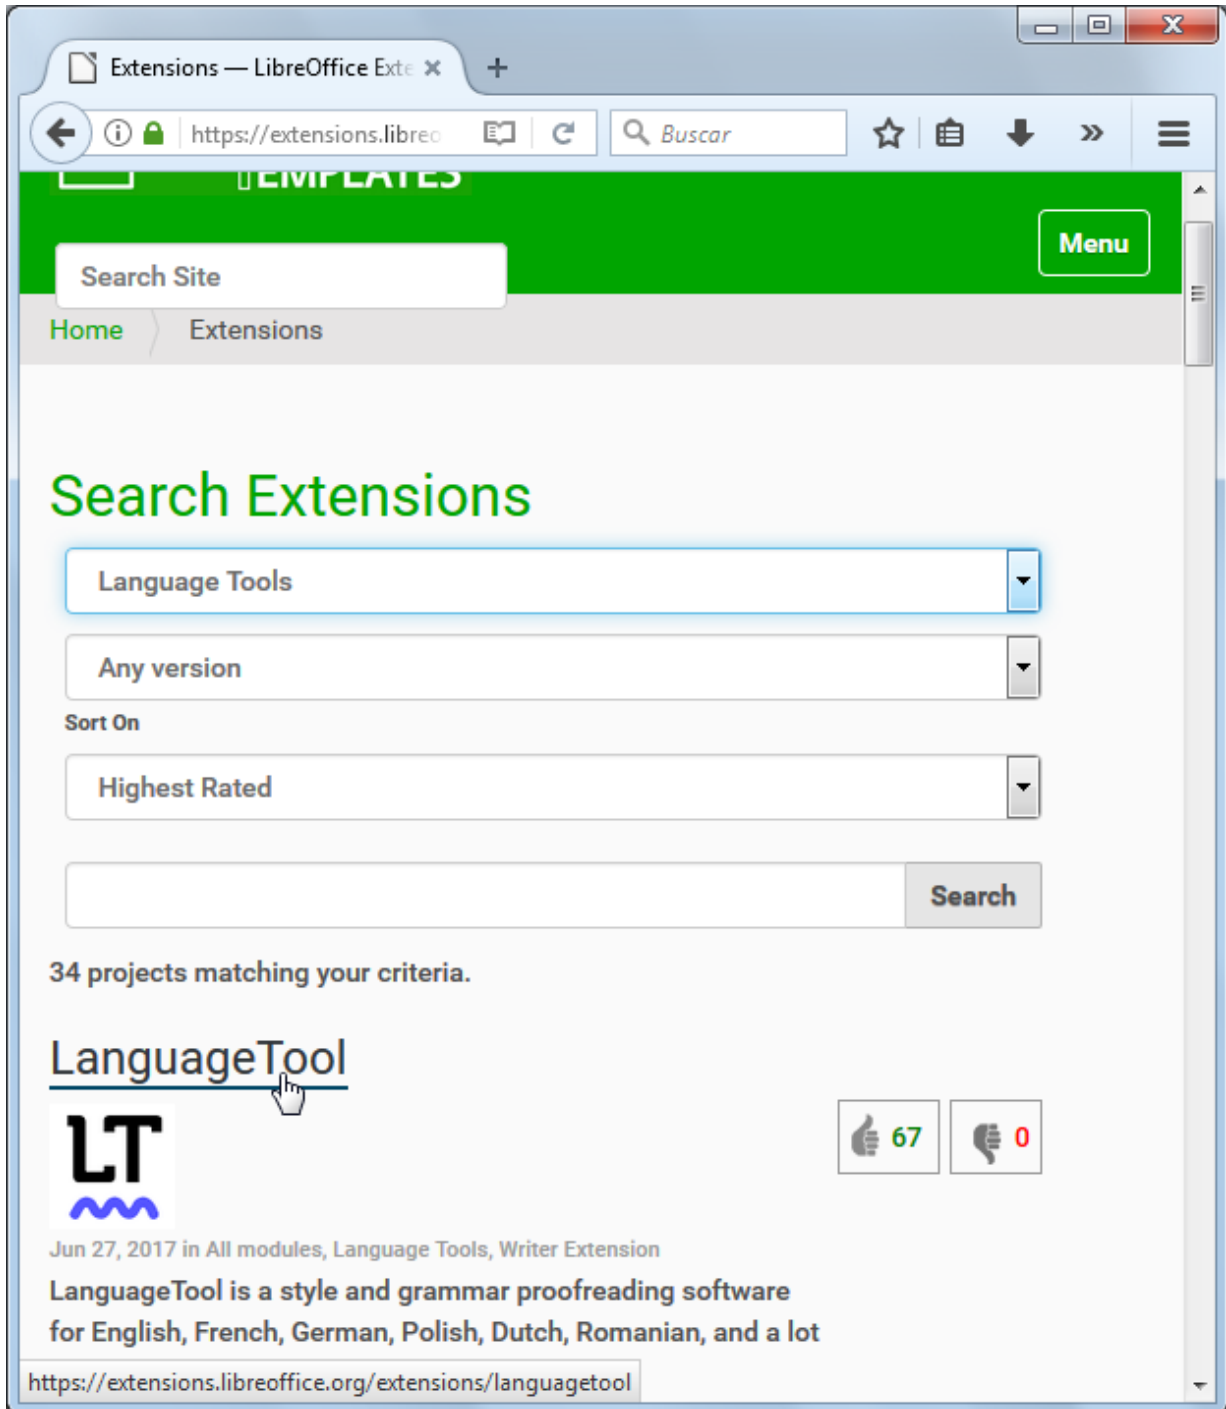 Extensions — LibreOffice Exte
https://extensions.libreo
Buscar
TEMPLATES
Menu
Search Site
Home
Extensions
Search Extensions
Language Tools
Any version
Sort On
Highest Rated
Search
34 projects matching your criteria.
LanguageTool
LT
67
0
Jun 27, 2017 in All modules, Language Tools, Writer Extension
LanguageTool is a style and grammar proofreading software
for English, French, German, Polish, Dutch, Romanian, and a lot
https://extensions.libreoffice.org/extensions/languagetool